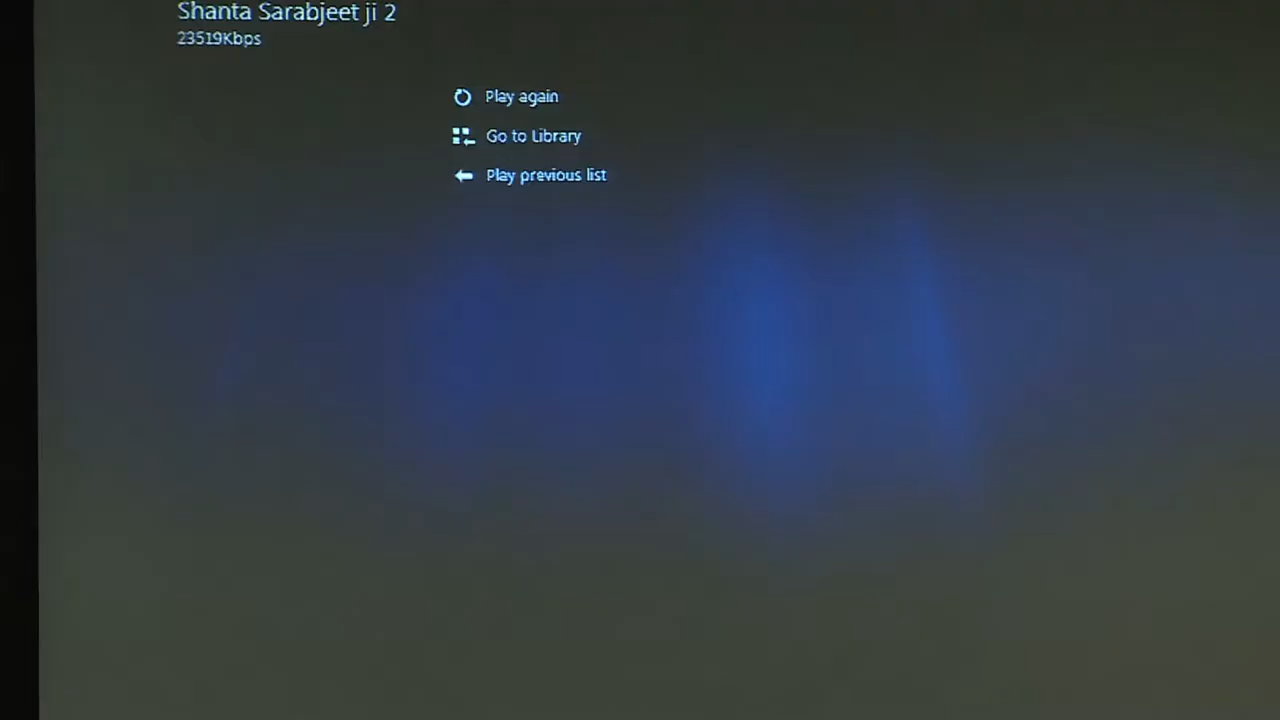 Shanta Sarabjeet ji 2
23519Kbps
Play again
Go to Library
Play previous list